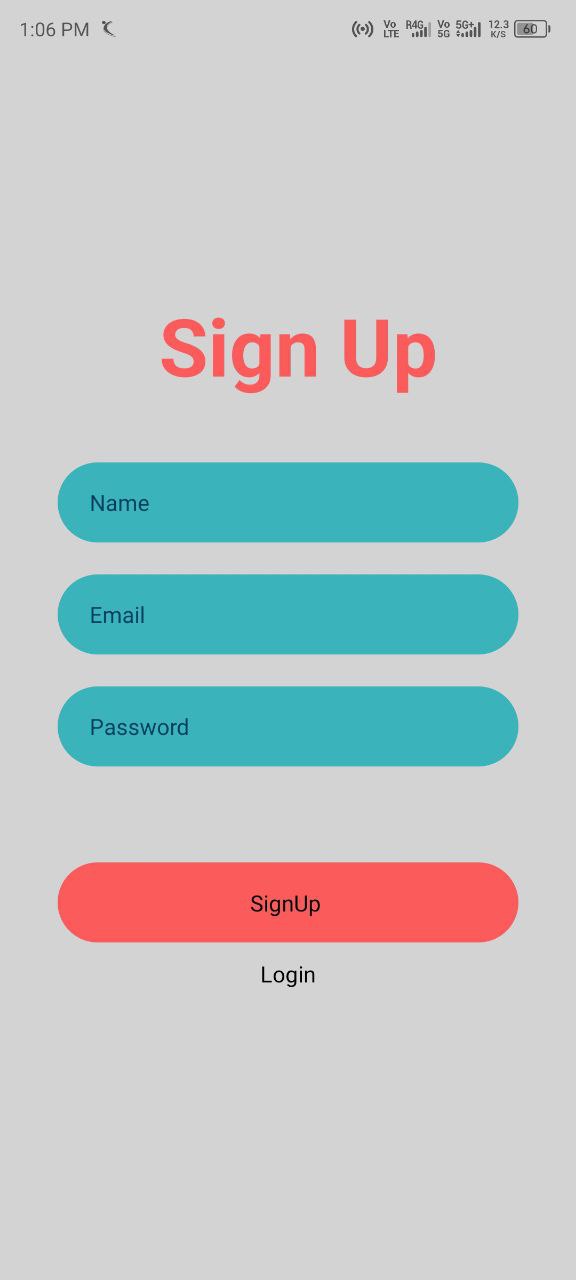 1:06 PM Vo LTE R4G Vo 5G 5G+ 12.3 K/S 60
Sign Up
Name
Email
Password
SignUp
Login